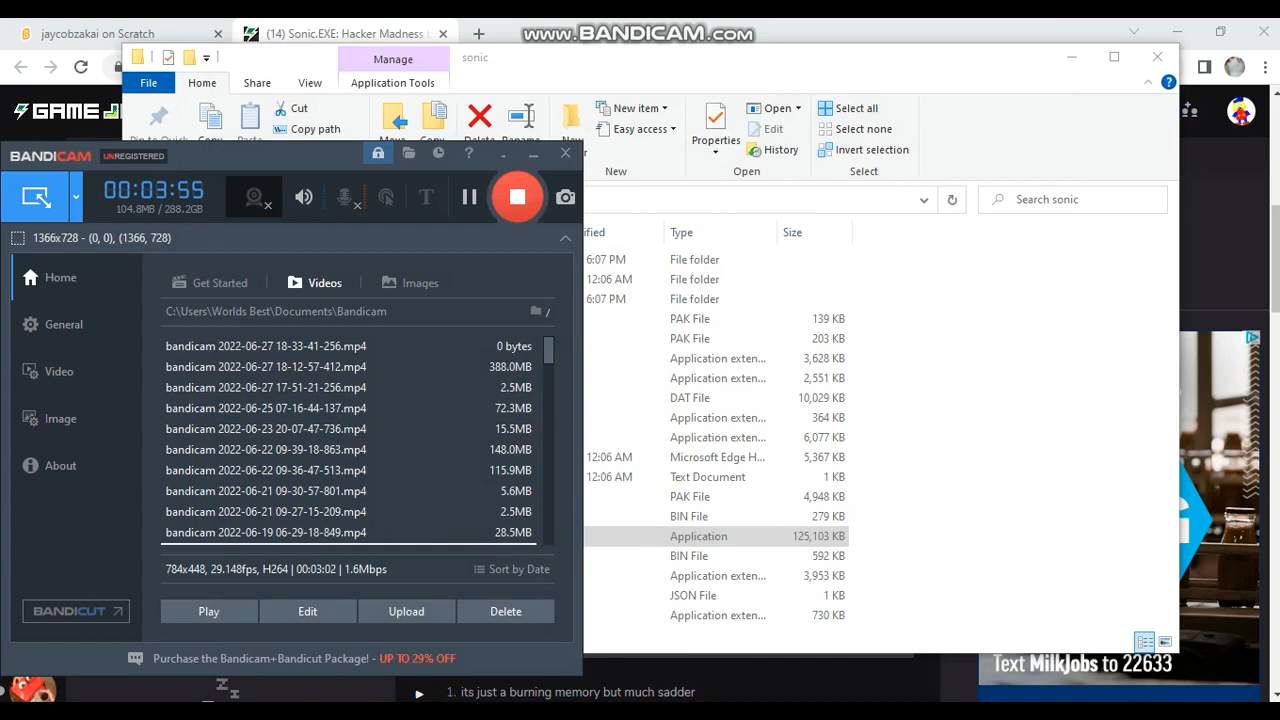 jaycobzakai on Scratch
(14) Sonic.EXE: Hacker Madness b
www.BANDICAM.com
Manage
sonic
File
Home
Share
View
Application Tools
GAME J
Cut
Copy path
Pin to Quick
Copy
Paste
Move
Copy
Delete
Rename
New
New item
Easy access
New
Properties
Open
Edit
History
Open
Select all
Select none
Invert selection
Select
BANDICAM
UNREGISTERED
00:03:55
104.8MB / 288.2GB
1366x728 - (0, 0), (1366, 728)
Home
General
Video
Image
About
BANDICUT
Get Started
Videos
Images
C:\Users\Worlds Best\Documents\Bandicam
bandicam 2022-06-27 18-33-41-256.mp4 0 bytes
bandicam 2022-06-27 18-12-57-412.mp4 388.0MB
bandicam 2022-06-27 17-51-21-256.mp4 2.5MB
bandicam 2022-06-25 07-16-44-137.mp4 72.3MB
bandicam 2022-06-23 20-07-47-736.mp4 15.5MB
bandicam 2022-06-22 09-39-18-863.mp4 148.0MB
bandicam 2022-06-22 09-36-47-513.mp4 115.9MB
bandicam 2022-06-21 09-30-57-801.mp4 5.6MB
bandicam 2022-06-21 09-27-15-209.mp4 2.5MB
bandicam 2022-06-19 06-29-18-849.mp4 28.5MB
784x448, 29.148fps, H264 | 00:03:02 | 1.6Mbps
Sort by Date
Play
Edit
Upload
Delete
Purchase the Bandicam+Bandicut Package! - UP TO 29% OFF
Search sonic
ified Type Size
6:07 PM File folder
12:06 AM File folder
6:07 PM File folder
PAK File 139 KB
PAK File 203 KB
Application exten... 3,628 KB
Application exten... 2,551 KB
DAT File 10,029 KB
Application exten... 364 KB
Application exten... 6,077 KB
12:06 AM Microsoft Edge H... 5,367 KB
12:06 AM Text Document 1 KB
PAK File 4,948 KB
BIN File 279 KB
Application 125,103 KB
BIN File 592 KB
Application exten... 3,953 KB
JSON File 1 KB
Application exten... 730 KB
Text MilkJobs to 22633
1. its just a burning memory but much sadder